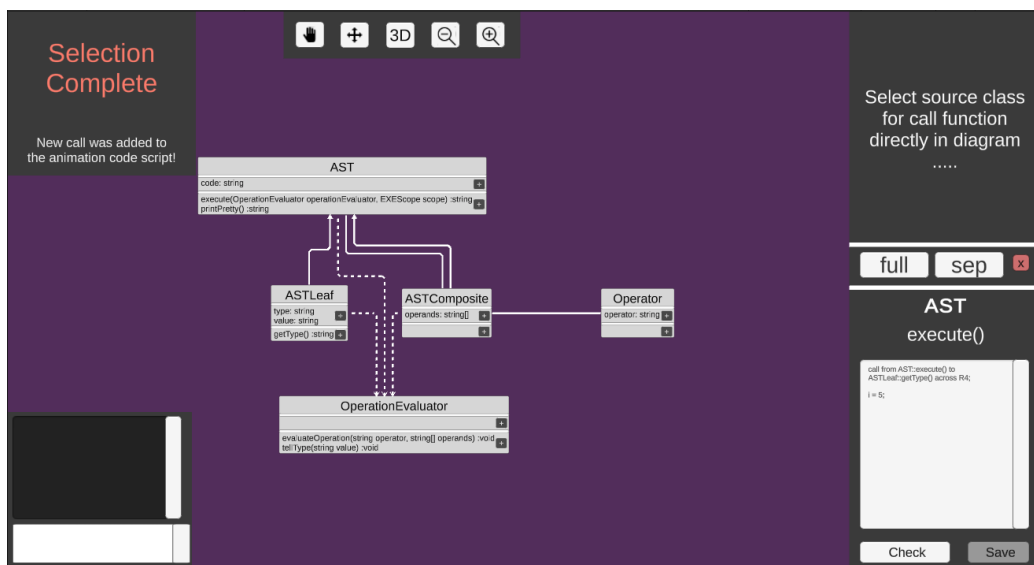 Selection
Complete
New call was added to
the animation code script!
3D
AST
code: string
+
execute(OperationEvaluator operationEvaluator, EXEScope scope) :string
printPretty() :string
+
ASTLeaf
type: string
value: string
+
getType() :string
+
ASTComposite
operands: string[]
+
+
Operator
operator: string
+
+
OperationEvaluator
+
evaluateOperation(string operator, string[] operands) :void
tellType(string value) :void
+
Select source class
for call function
directly in diagram
.....
full
sep
x
AST
execute()
call from AST::execute() to
ASTLeaf::getType() across R4;
i = 5;
Check
Save